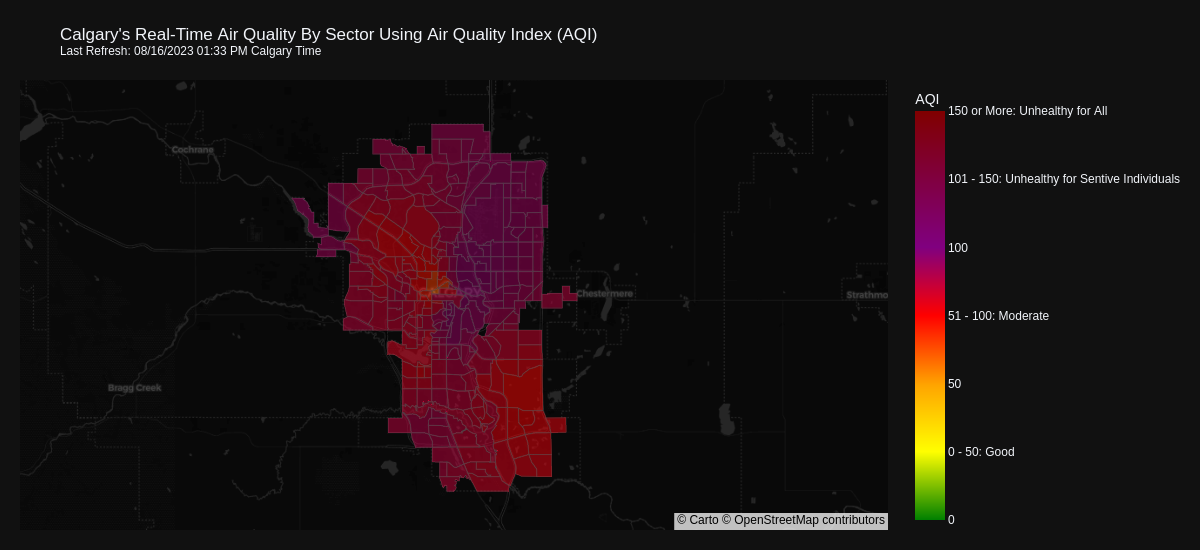 Calgary's Real-Time Air Quality By Sector Using Air Quality Index (AQI)
Last Refresh: 08/16/2023 01:33 PM Calgary Time
AQI
150 or More: Unhealthy for All
Cochrane
101 - 150: Unhealthy for Sentive Individuals
100
CALGARY
Chestermere
Strathmo
51 - 100: Moderate
50
Bragg Creek
0 - 50: Good
0
© Carto © OpenStreetMap contributors